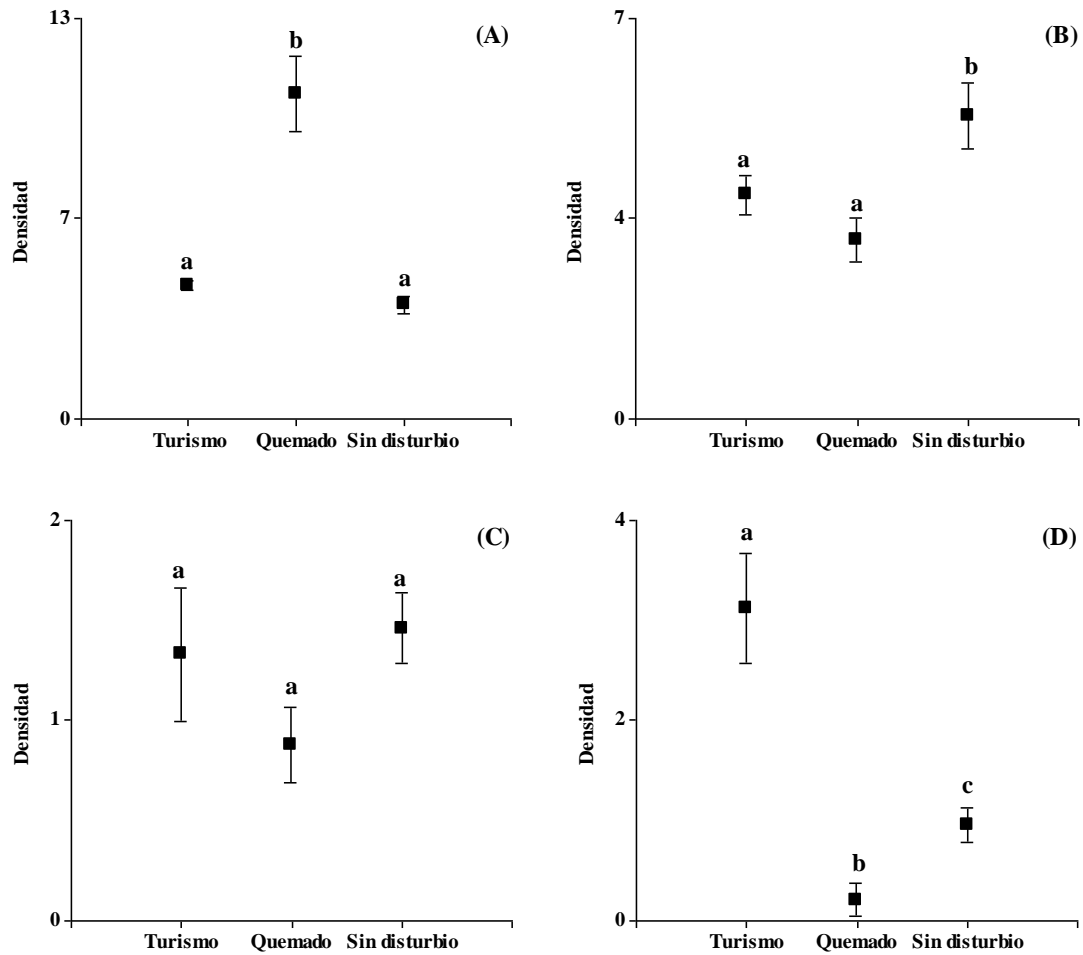 13
(A)
b
7
a
a
0
Densidad
Turismo Quemado Sin disturbio
7
(B)
b
a
a
4
0
Densidad
Turismo Quemado Sin disturbio
2
(C)
a
a
a
1
0
Densidad
Turismo Quemado Sin disturbio
4
(D)
a
2
c
b
0
Densidad
Turismo Quemado Sin disturbio